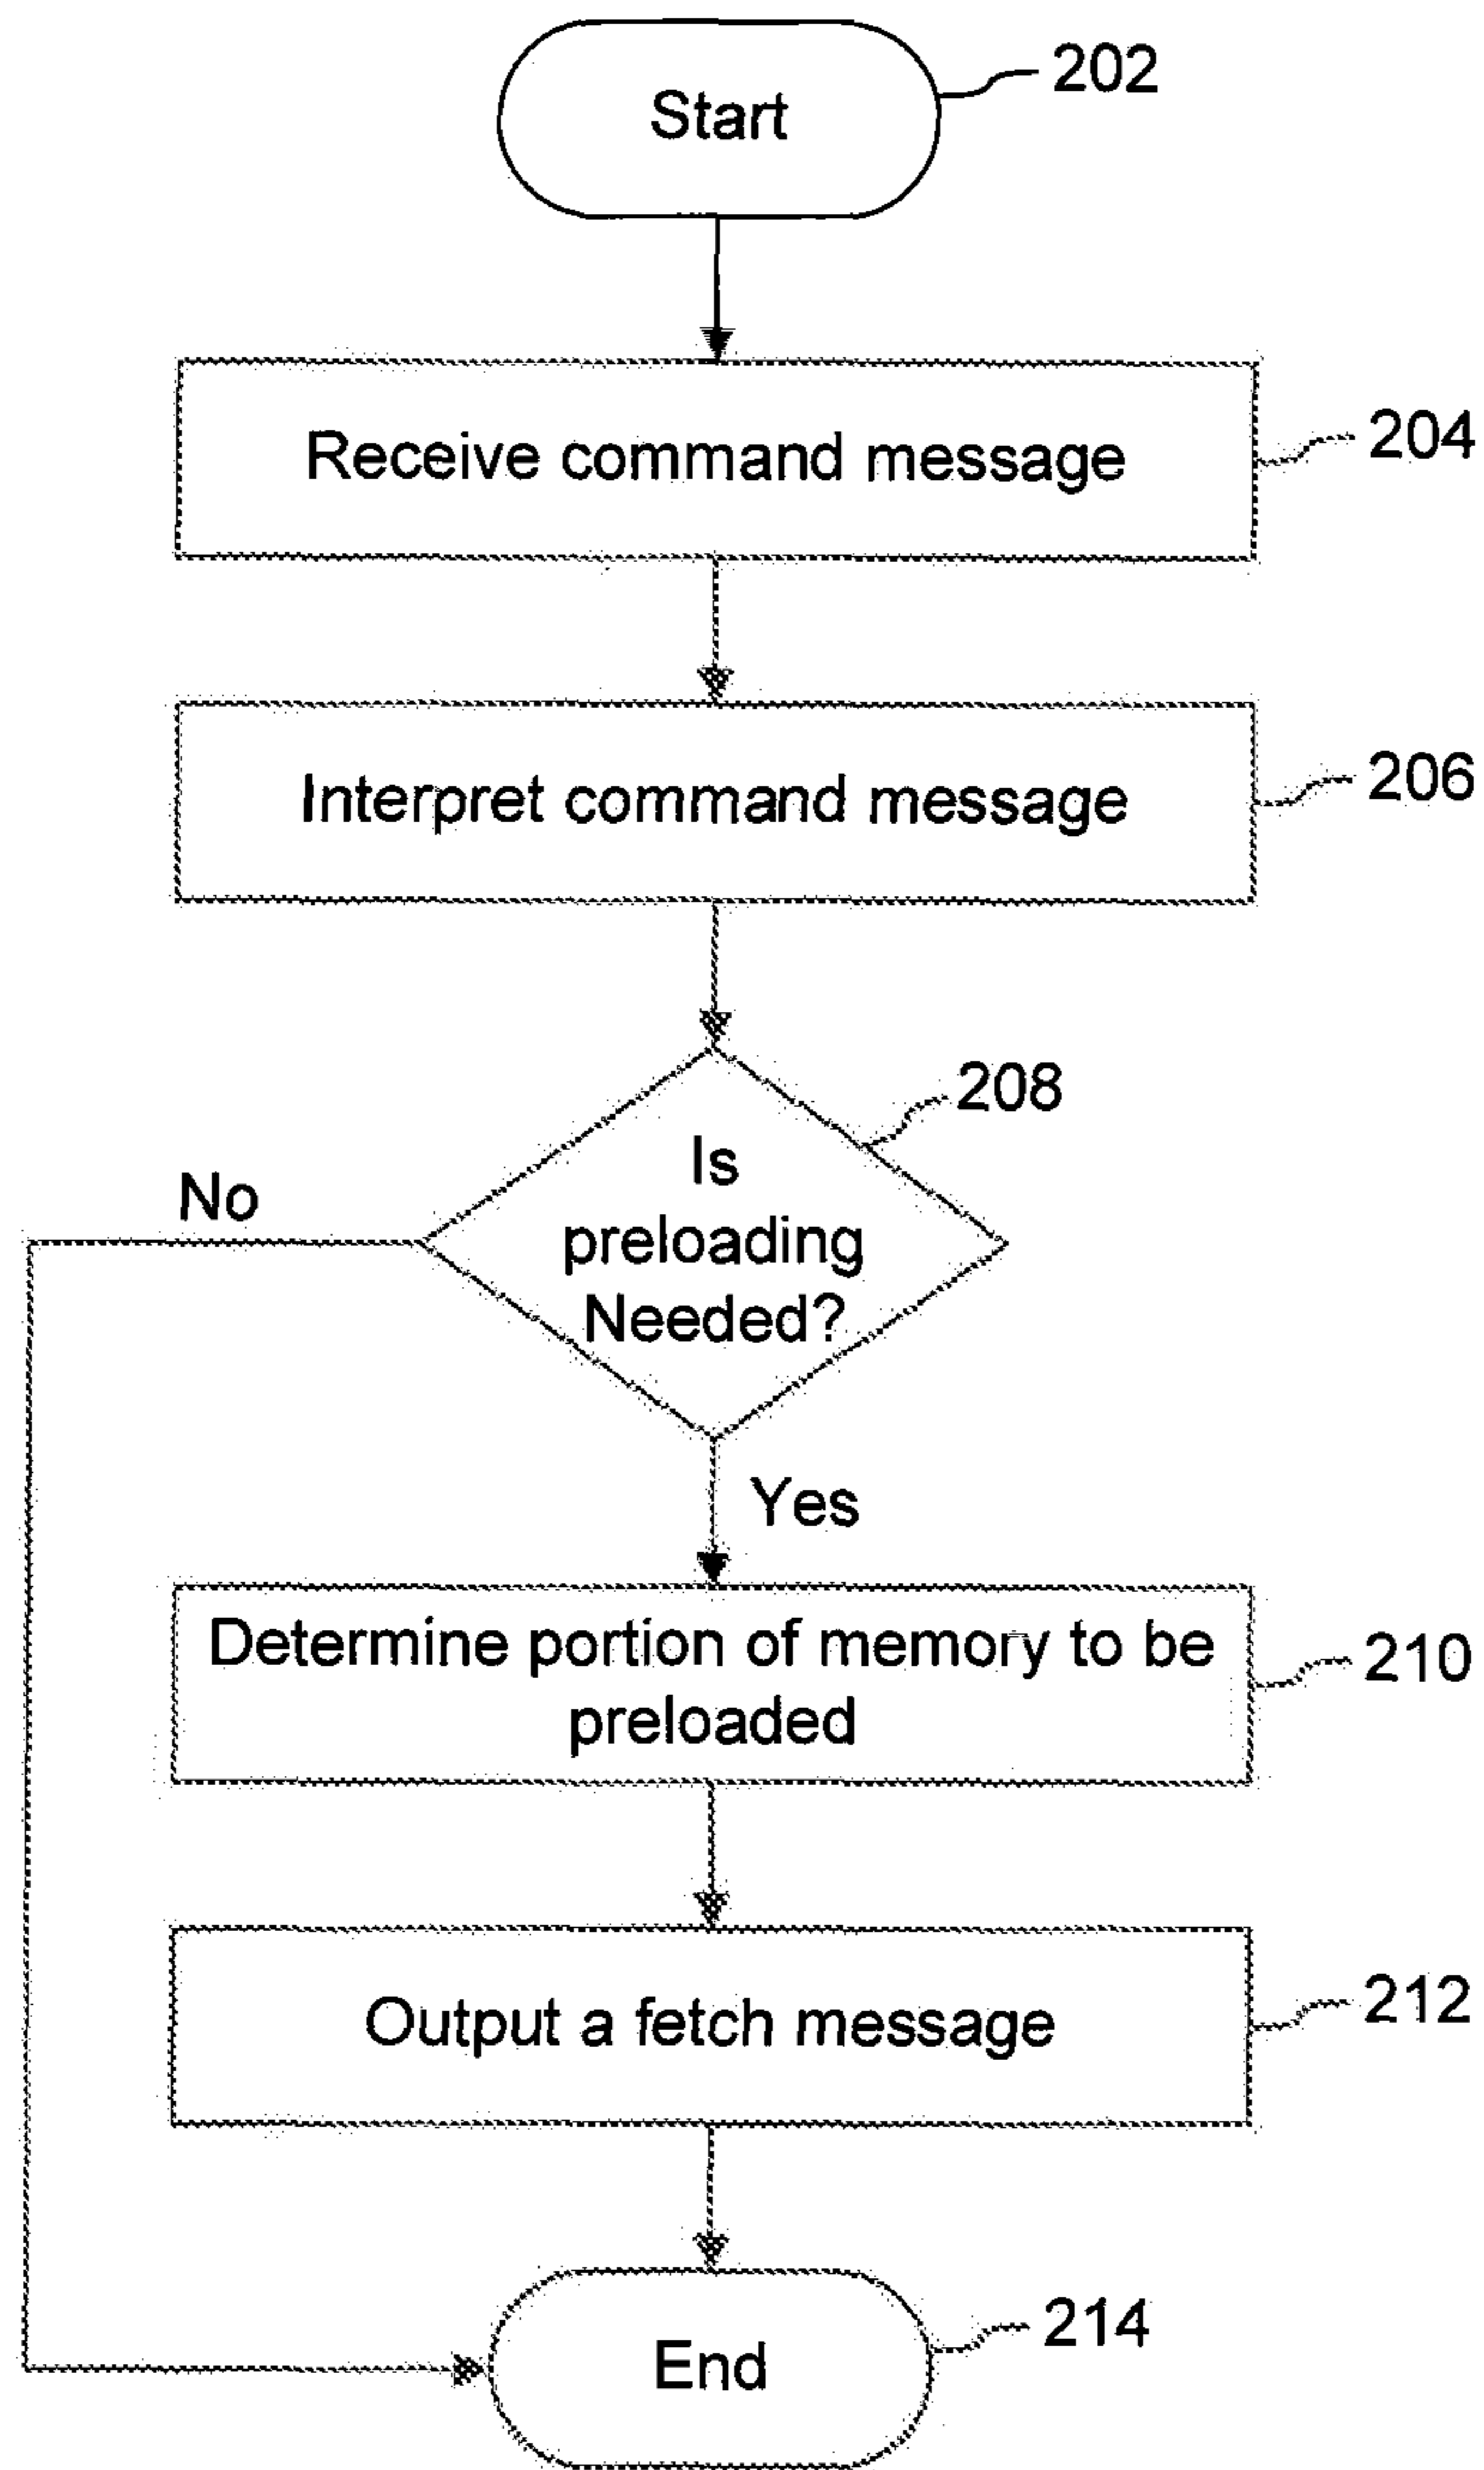 Start
202
Receive command message
204
Interpret command message
206
208
Is
preloading
Needed?
No
Yes
Determine portion of memory to be
preloaded
210
Output a fetch message
212
End
214